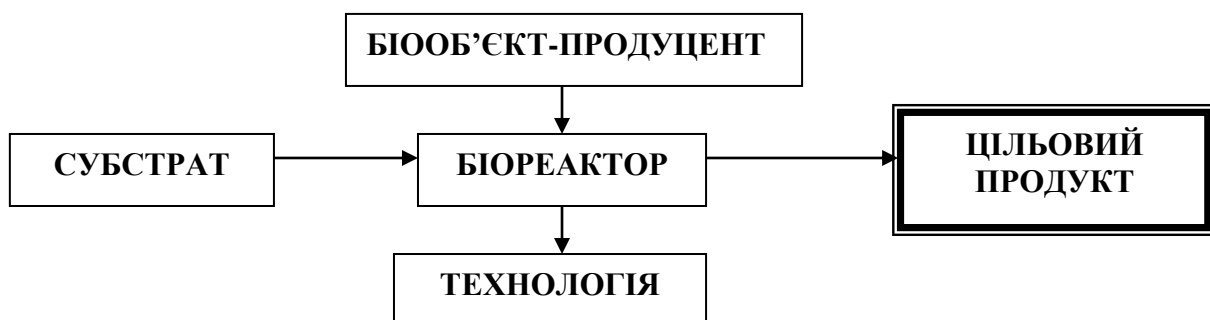 БІООБ’ЄКТ-ПРОДУЦЕНТ
СУБСТРАТ
БІОРЕАКТОР
ЦІЛЬОВИЙ
ПРОДУКТ
ТЕХНОЛОГІЯ